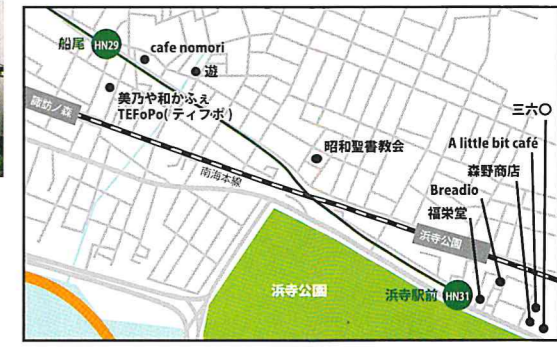 船尾
HN29
cafe nomori
遊
美乃や和かふぇ
TEFoPo(ティフポ)
諏訪ノ森
南海本線
昭和聖書教会
三六〇
A little bit café
森野商店
Breadio
福栄堂
浜寺公園
浜寺公園
浜寺駅前
HN31